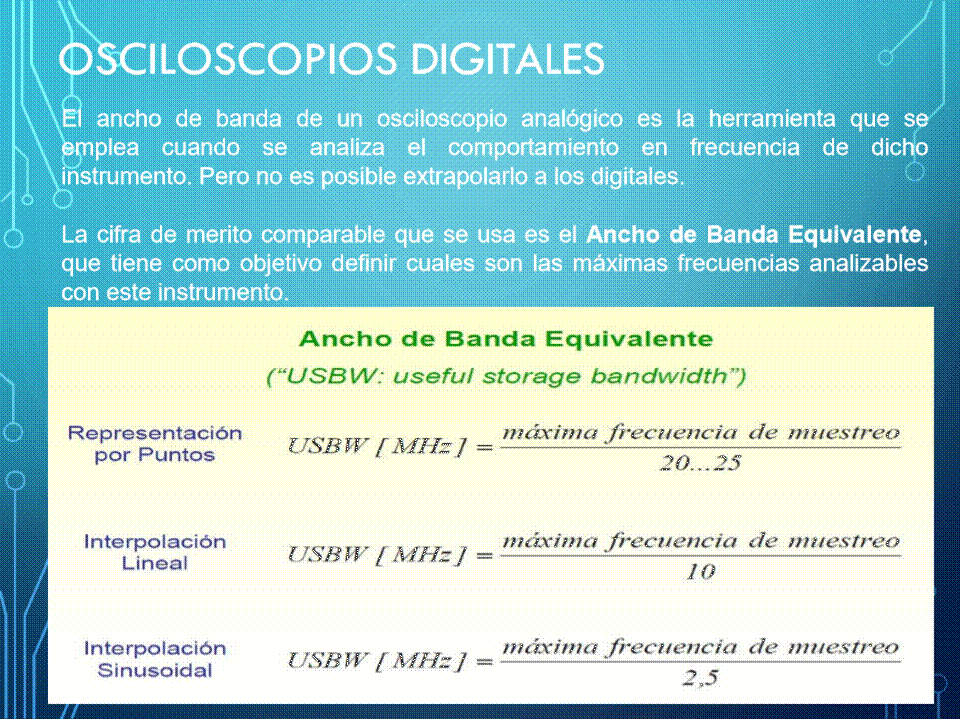 OSCILOSCOPIOS DIGITALES
El ancho de banda de un osciloscopio analógico es la herramienta que se
emplea cuando se analiza el comportamiento en frecuencia de dicho
instrumento. Pero no es posible extrapolarlo a los digitales.
La cifra de merito comparable que se usa es el Ancho de Banda Equivalente,
que tiene como objetivo definir cuales son las máximas frecuencias analizables
con este instrumento.
Ancho de Banda Equivalente
(“USBW: useful storage bandwidth”)
Representación
por Puntos
USBW [ MHz ] = máxima frecuencia de muestreo
20...25
Interpolación
Lineal
USBW [ MHz ] = máxima frecuencia de muestreo
10
Interpolación
Sinusoidal
USBW [ MHz ] = máxima frecuencia de muestreo
2,5